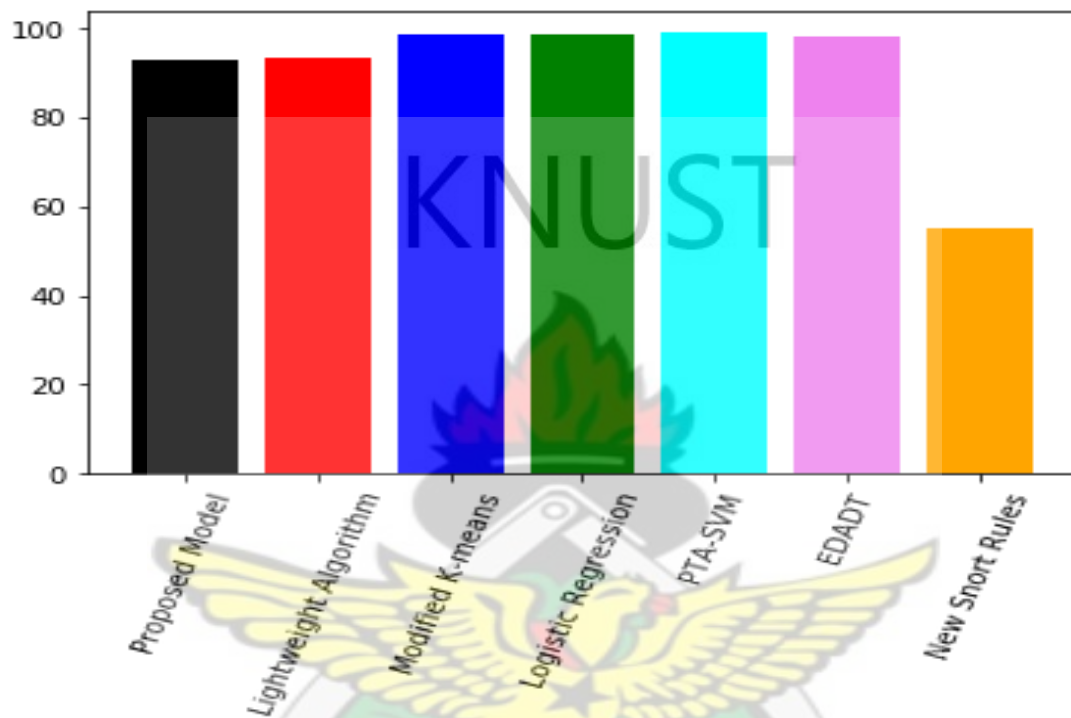 100
80
60
40
20
0
KNUST
Proposed Model
Lightweight Algorithm
Modified K-means
Logistic Regression
PTA-SVM
EDADT
New Snort Rules